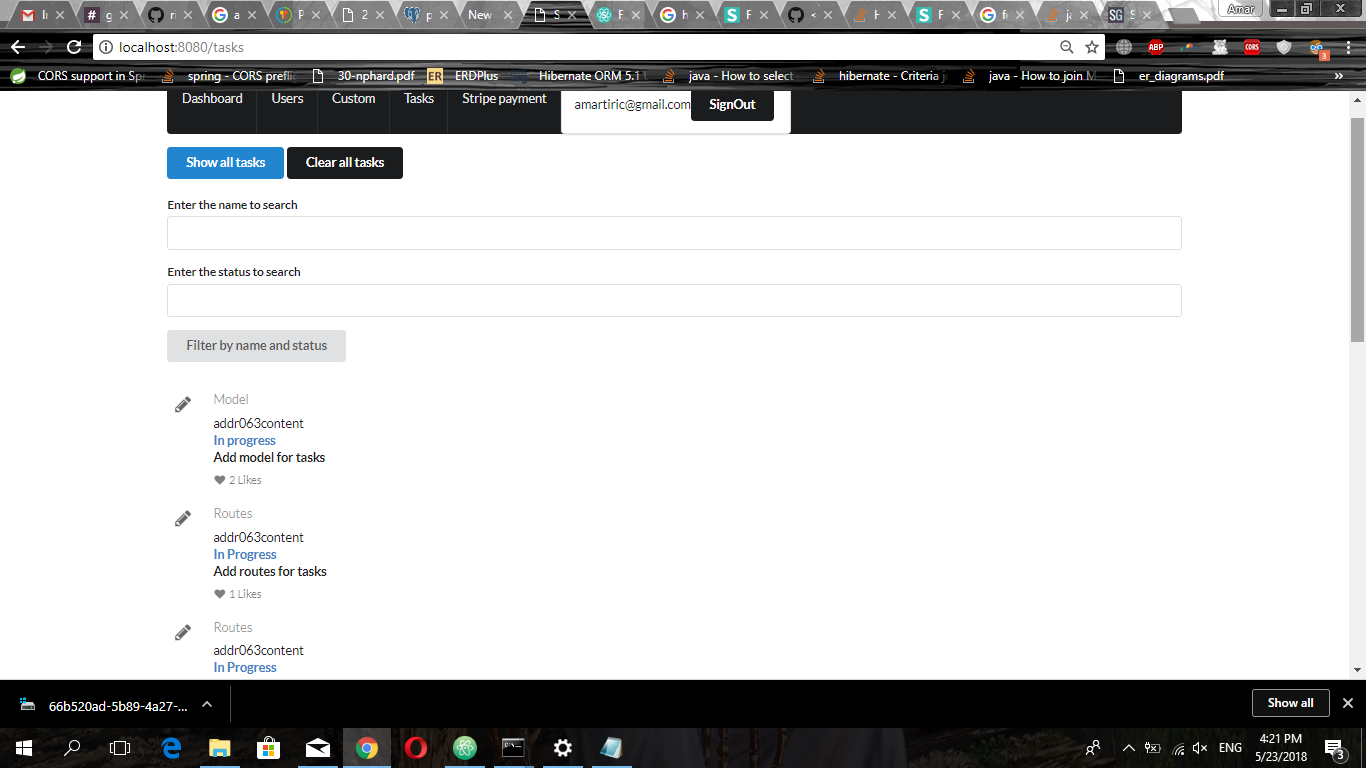 Amar
localhost:8080/tasks
ABP
CORS
3
CORS support in Sp
spring - CORS preflig
30-nphard.pdf
ER
ERDPlus
Hibernate ORM 5.1
java - How to select
hibernate - Criteria
java - How to join M
er_diagrams.pdf
»
Dashboard
Users
Custom
Tasks
Stripe payment
amartiric@gmail.com
SignOut
Show all tasks
Clear all tasks
Enter the name to search
Enter the status to search
Filter by name and status
Model
addr063content
In progress
Add model for tasks
2 Likes
Routes
addr063content
In Progress
Add routes for tasks
1 Likes
Routes
addr063content
In Progress
66b520ad-5b89-4a27-...
Show all
ENG
4:21 PM
5/23/2018
3